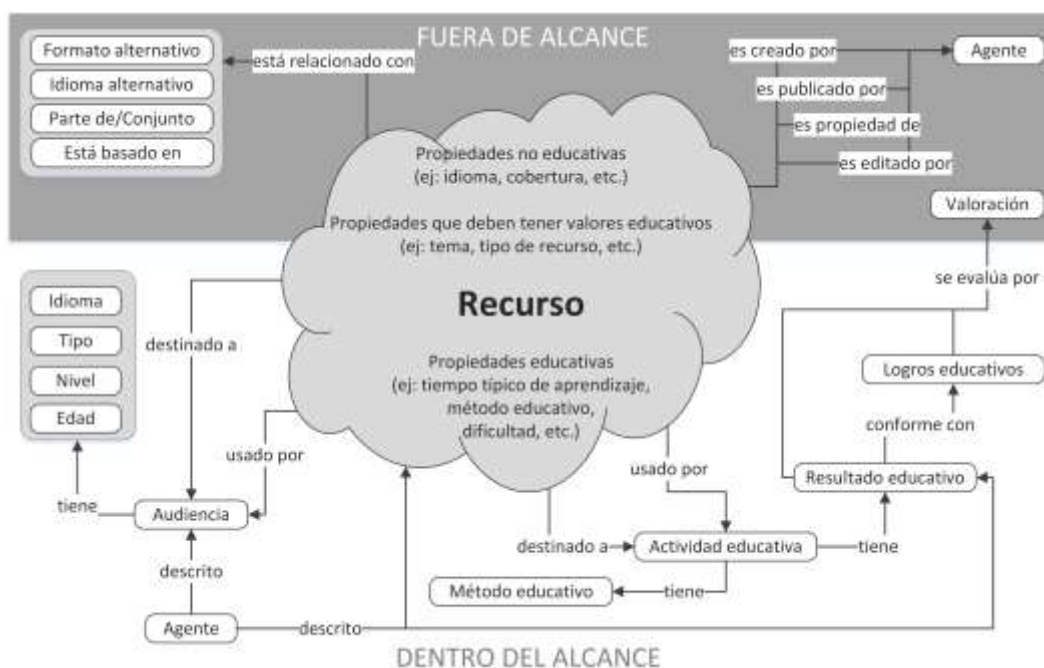 FUERA DE ALCANCE
Formato alternativo
Idioma alternativo
Parte de/Conjunto
Está basado en
está relacionado con
es creado por
es publicado por
es propiedad de
es editado por
Agente
Valoración
Propiedades no educativas
(ej: idioma, cobertura, etc.)
Propiedades que deben tener valores educativos
(ej: tema, tipo de recurso, etc.)
Recurso
Propiedades educativas
(ej: tiempo típico de aprendizaje,
método educativo,
dificultad, etc.)
Idioma
Tipo
Nivel
Edad
destinado a
usado por
tiene
Audiencia
descrito
Agente
descrito
se evalúa por
Logros educativos
conforme con
Resultado educativo
usado por
destinado a
Actividad educativa
tiene
Método educativo
tiene
DENTRO DEL ALCANCE